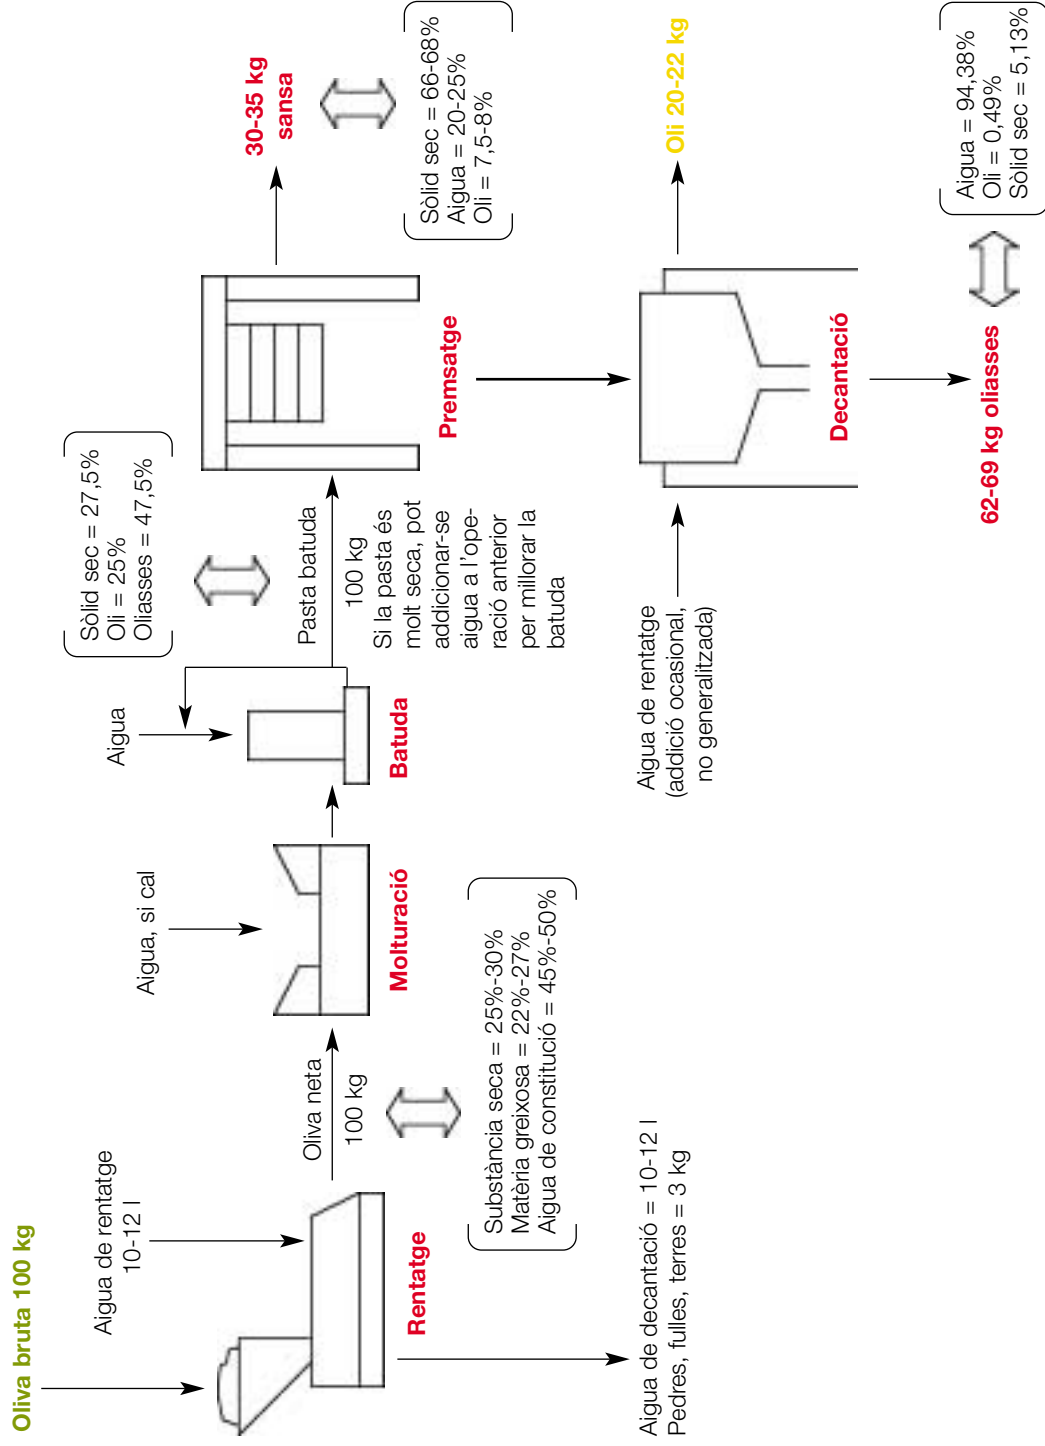 Oliva bruta 100 kg
Aigua de rentatge
10-12 l
Rentatge
Aigua de decantació = 10-12 l
Pedres, fulles, terres = 3 kg
Oliva neta
100 kg
Substància seca = 25%-30%
Matèria greixosa = 22%-27%
Aigua de constitució = 45%-50%
Aigua, si cal
Molturació
Aigua
Batuda
Sòlid sec = 27,5%
Oli = 25%
Oliasses = 47,5%
Pasta batuda
100 kg
Si la pasta és
molt seca, pot
addicionar-se
aigua a l’ope-
ració anterior
per millorar la
batuda
Premsatge
30-35 kg
sansa
Sòlid sec = 66-68%
Aigua = 20-25%
Oli = 7,5-8%
Aigua de rentatge
(addició ocasional,
no generalitzada)
Decantació
Oli 20-22 kg
62-69 kg oliasses
Aigua = 94,38%
Oli = 0,49%
Sòlid sec = 5,13%